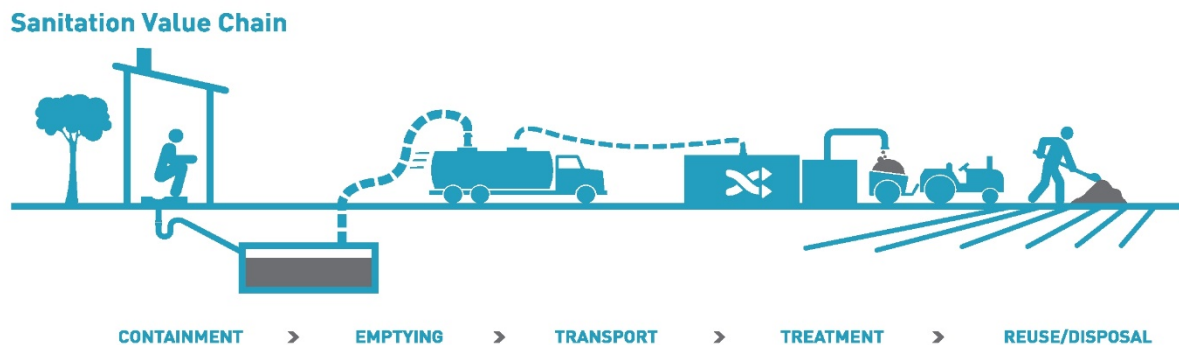 Sanitation Value Chain
CONTAINMENT > EMPTYING > TRANSPORT > TREATMENT > REUSE/DISPOSAL